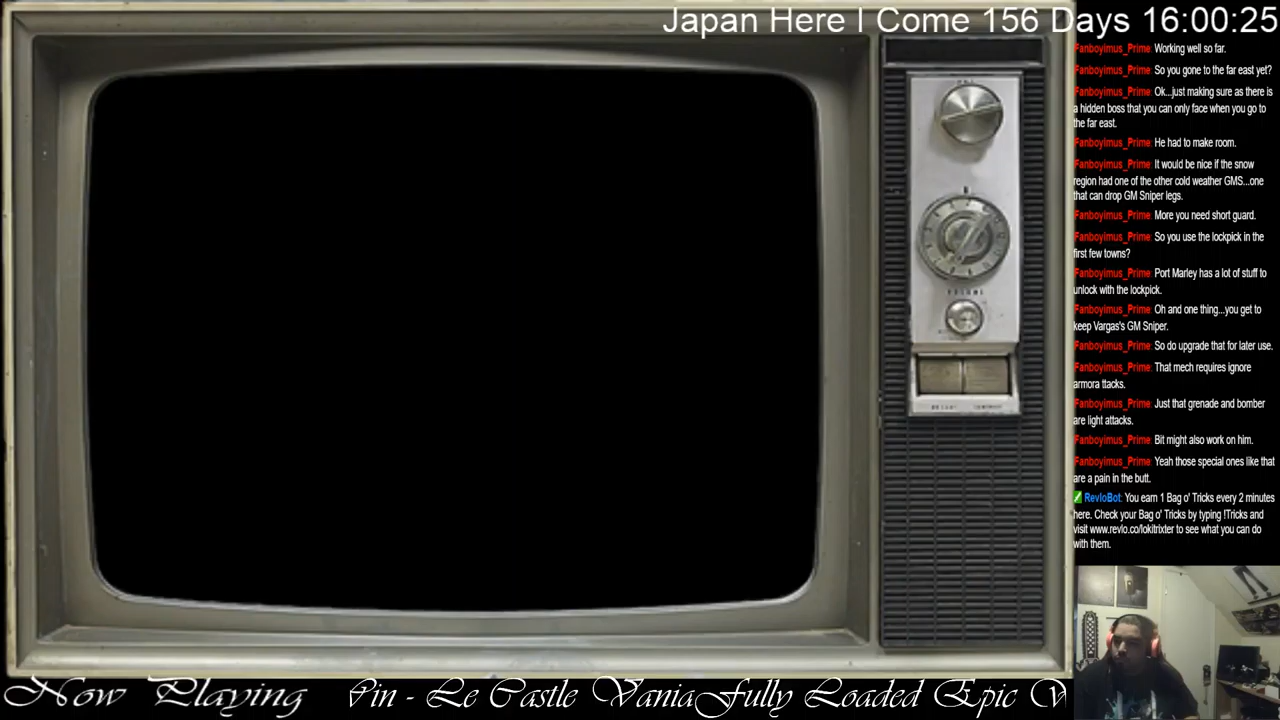 Japan Here I Come 156 Days 16:00:25
Fanboyimus_Prime: Working well so far.
Fanboyimus_Prime: So you gone to the far east yet?
Fanboyimus_Prime: Ok...just making sure as there is
a hidden boss that you can only face when you go to
the far east.
Fanboyimus_Prime: He had to make room.
Fanboyimus_Prime: It would be nice if the snow
region had one of the other cold weather GMS...one
that can drop GM Sniper legs.
Fanboyimus_Prime: More you need short guard.
Fanboyimus_Prime: So you use the lockpick in the
first few towns?
Fanboyimus_Prime: Port Marley has a lot of stuff to
unlock with the lockpick.
Fanboyimus_Prime: Oh and one thing...you get to
keep Vargas's GM Sniper.
Fanboyimus_Prime: So do upgrade that for later use.
Fanboyimus_Prime: That mech requires ignore
armora ttacks.
Fanboyimus_Prime: Just that grenade and bomber
are light attacks.
Fanboyimus_Prime: Bit might also work on him.
Fanboyimus_Prime: Yeah those special ones like that
are a pain in the butt.
RevloBot: You earn 1 Bag o' Tricks every 2 minutes
here. Check your Bag o' Tricks by typing !Tricks and
visit www.revlo.co/lokitrixter to see what you can do
with them.
Now Playing Pin - Le Castle Vania Fully Loaded Epic